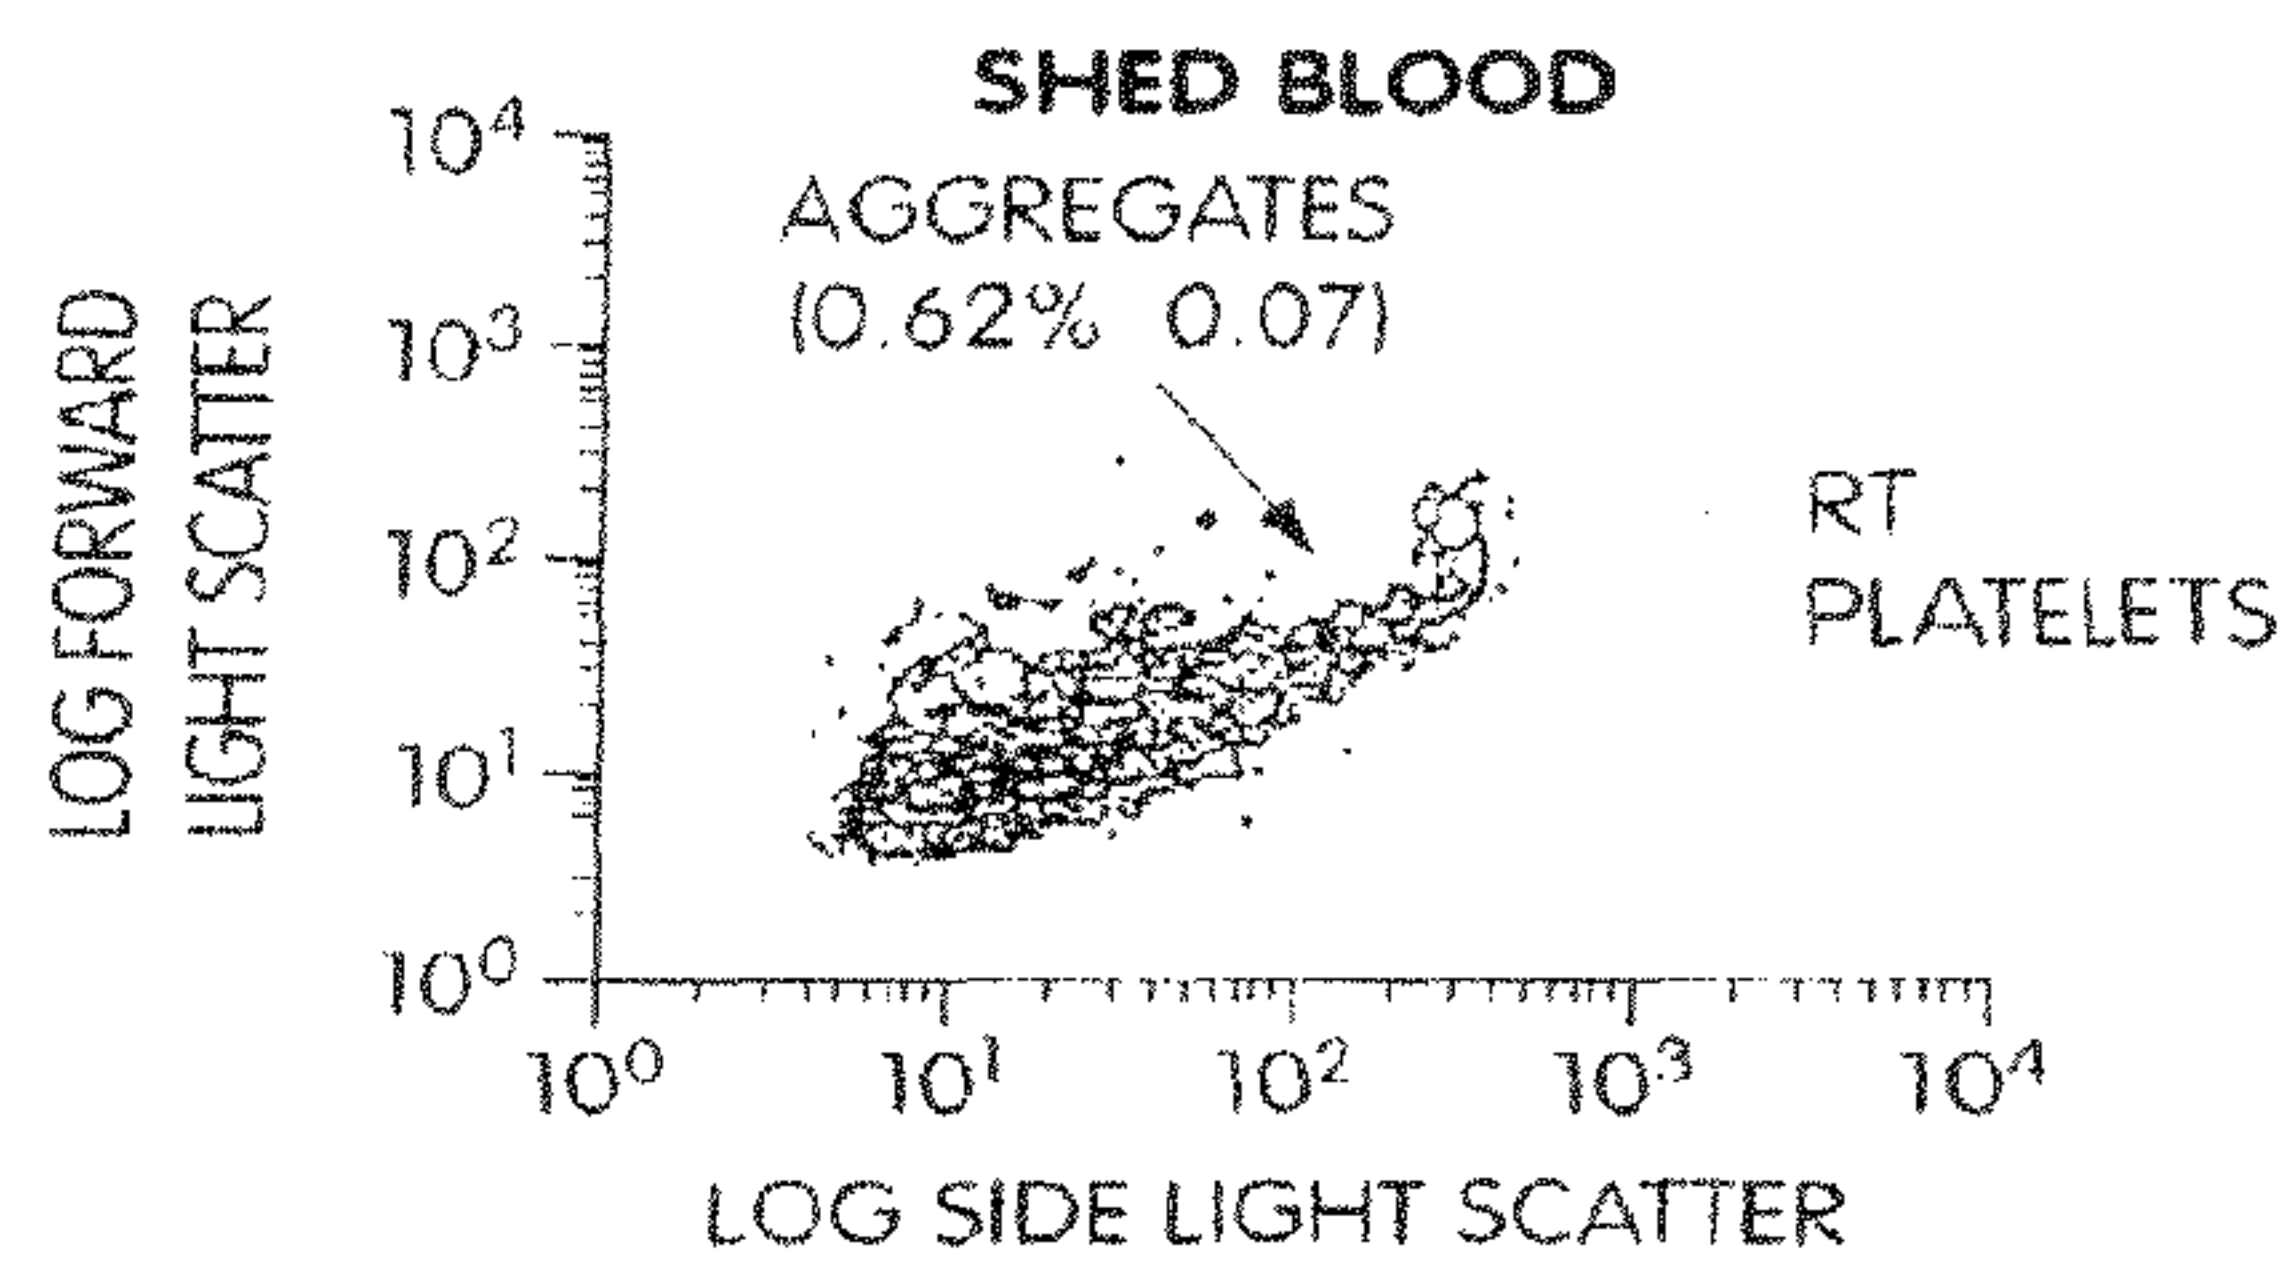 SHED BLOOD
AGGREGATES
(0.62% 0.07)
RT
PLATELETS
LOG FORWARD
LIGHT SCATTER
10⁴
10³
10²
10¹
10⁰
10⁰ 10¹ 10² 10³ 10⁴
LOG SIDE LIGHT SCATTER